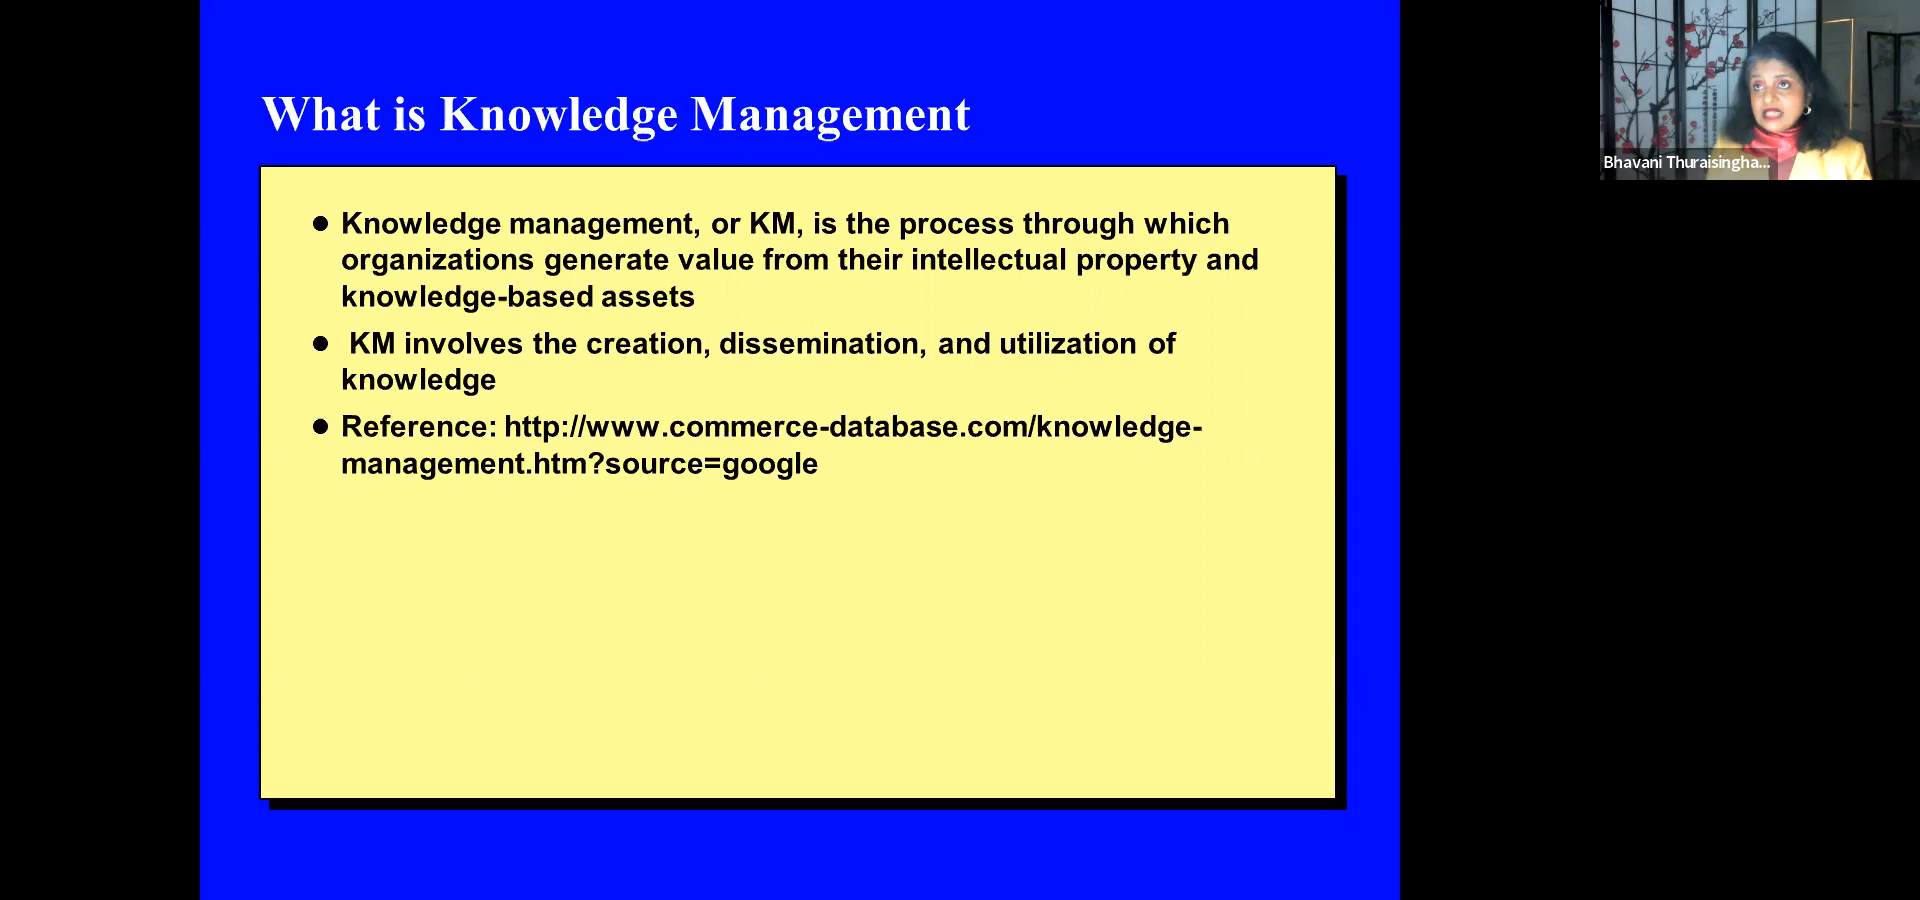 What is Knowledge Management
● Knowledge management, or KM, is the process through which
organizations generate value from their intellectual property and
knowledge-based assets
● KM involves the creation, dissemination, and utilization of
knowledge
● Reference: http://www.commerce-database.com/knowledge-
management.htm?source=google
Bhavani Thuraisingha...